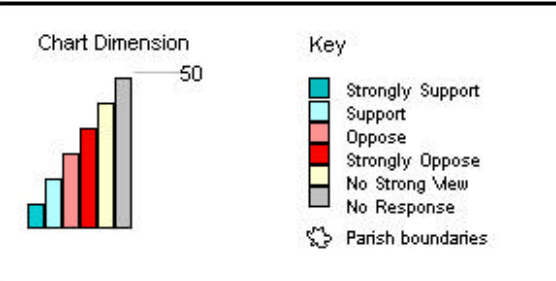 Chart Dimension
50
Key
Strongly Support
Support
Oppose
Strongly Oppose
No Strong View
No Response
Parish boundaries